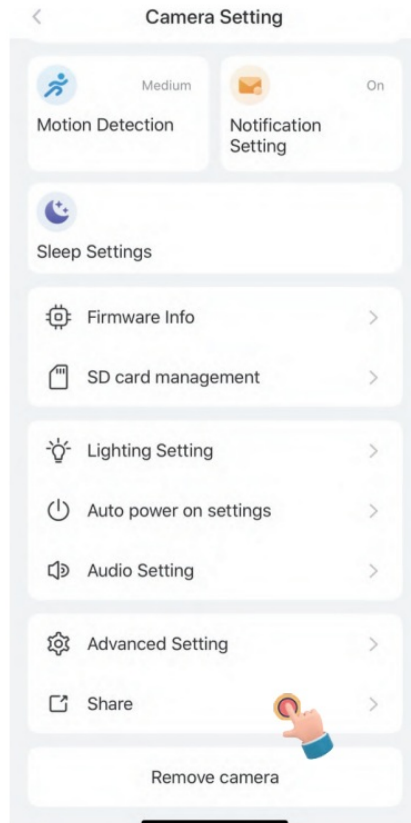 Camera Setting
Medium
On
Motion Detection
Notification
Setting
Sleep Settings
Firmware Info
SD card management
Lighting Setting
Auto power on settings
Audio Setting
Advanced Setting
Share
Remove camera